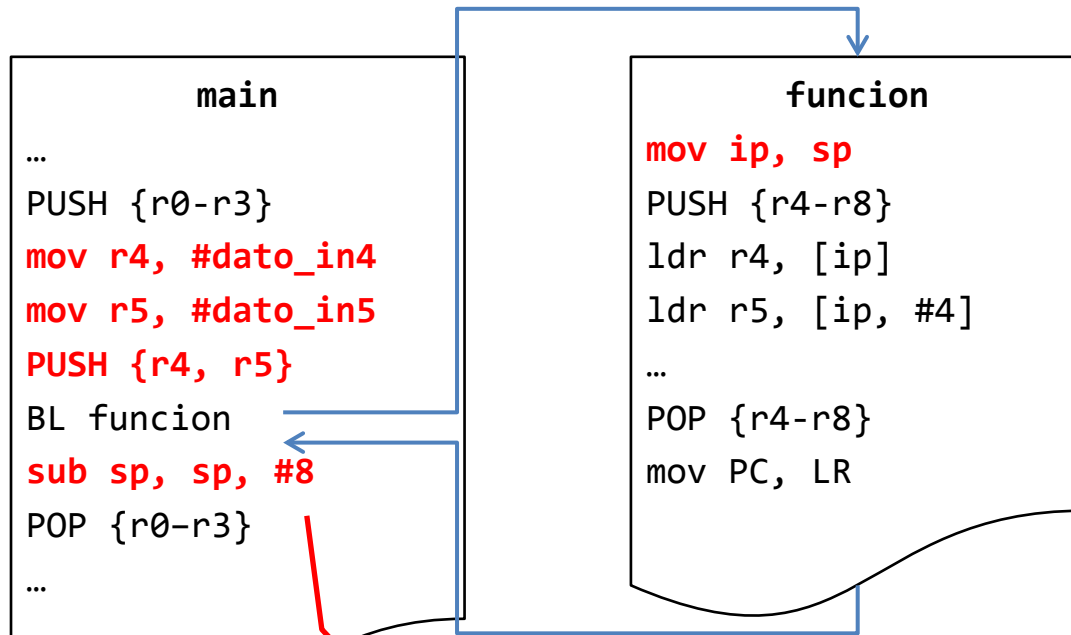 main
…
PUSH {r0-r3}
mov r4, #dato_in4
mov r5, #dato_in5
PUSH {r4, r5}
BL funcion
sub sp, sp, #8
POP {r0–r3}
…
funcion
mov ip, sp
PUSH {r4-r8}
ldr r4, [ip]
ldr r5, [ip, #4]
…
POP {r4-r8}
mov PC, LR